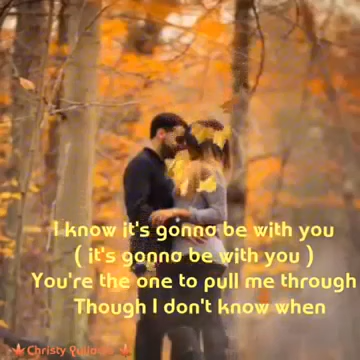 I know it's gonna be with you
( it's gonna be with you )
You're the one to pull me through
Though I don't know when
Christy